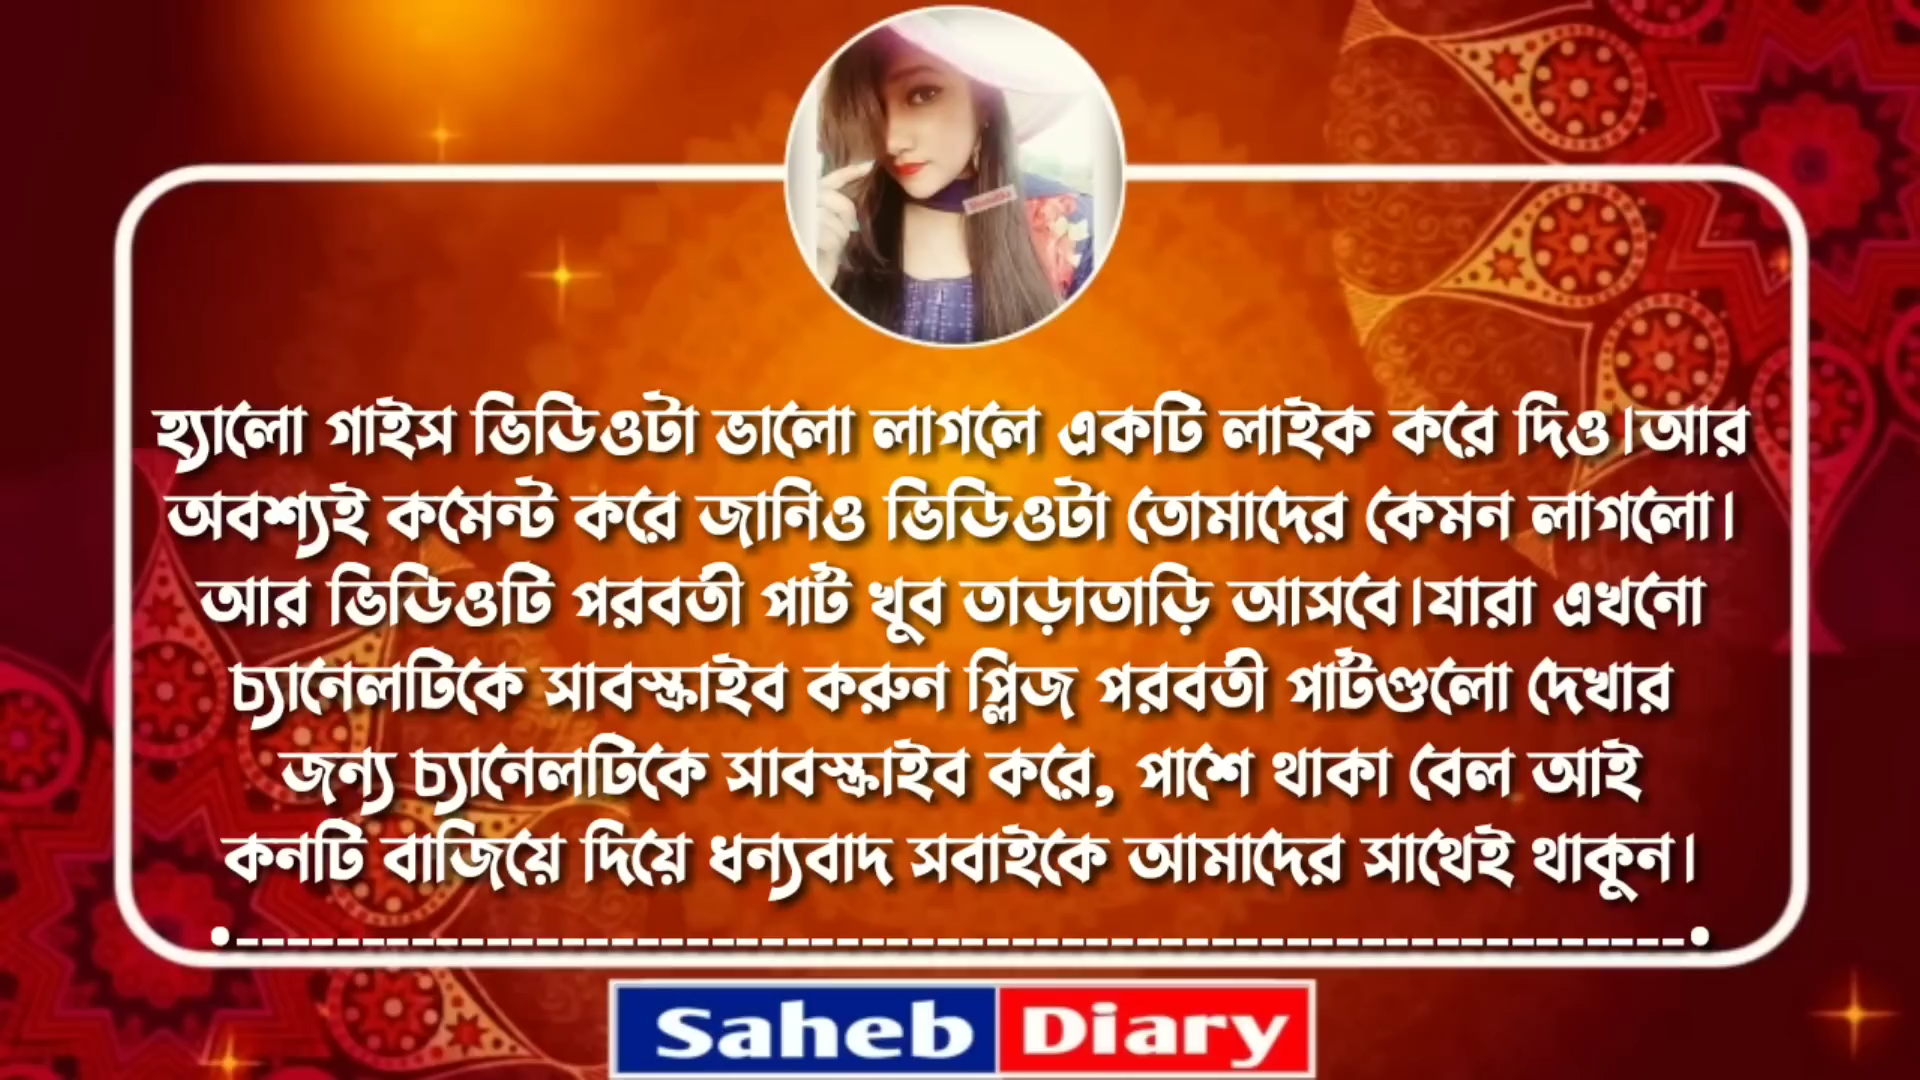 হ্যালো গাইস ভিডিওটা ভালো লাগলে একটি লাইক করে দিও।আর
অবশ্যই কমেন্ট করে জানিও ভিডিওটা তোমাদের কেমন লাগলো।
আর ভিডিওটি পরবর্তী পার্ট খুব তাড়াতাড়ি আসবে।যারা এখনো
চ্যানেলটিকে সাবস্ক্রাইব করুন প্লিজ পরবর্তী পার্টগুলো দেখার
জন্য চ্যানেলটিকে সাবস্ক্রাইব করে, পাশে থাকা বেল আই
কনটি বাজিয়ে দিয়ে ধন্যবাদ সবাইকে আমাদের সাথেই থাকুন।
Saheb Diary